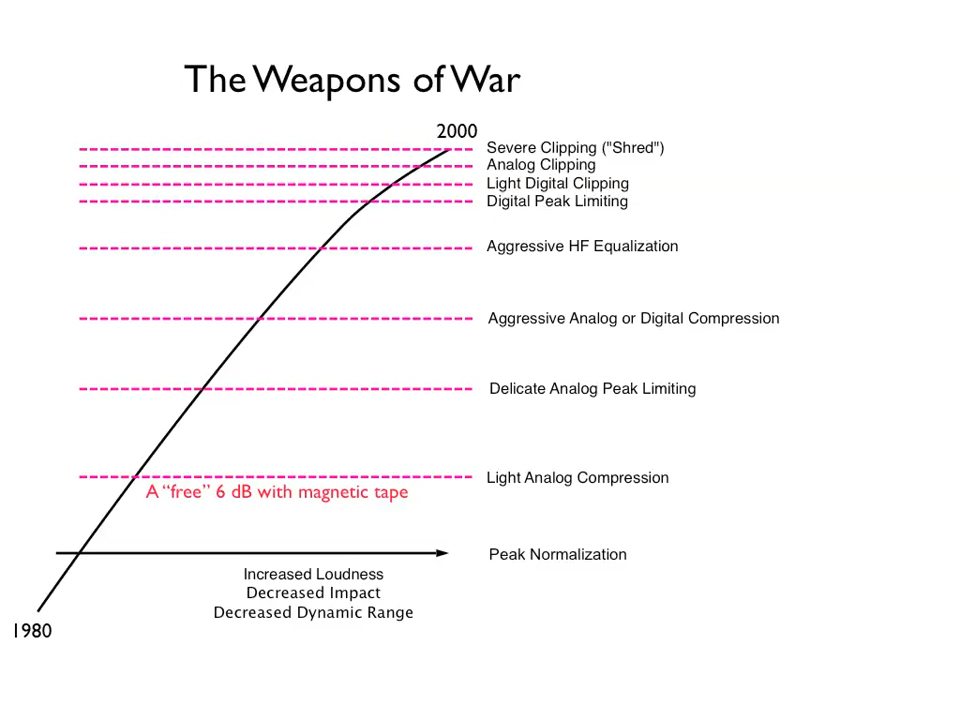 The Weapons of War
2000
Severe Clipping ("Shred")
Analog Clipping
Light Digital Clipping
Digital Peak Limiting
Aggressive HF Equalization
Aggressive Analog or Digital Compression
Delicate Analog Peak Limiting
Light Analog Compression
A “free” 6 dB with magnetic tape
Peak Normalization
Increased Loudness
Decreased Impact
Decreased Dynamic Range
1980